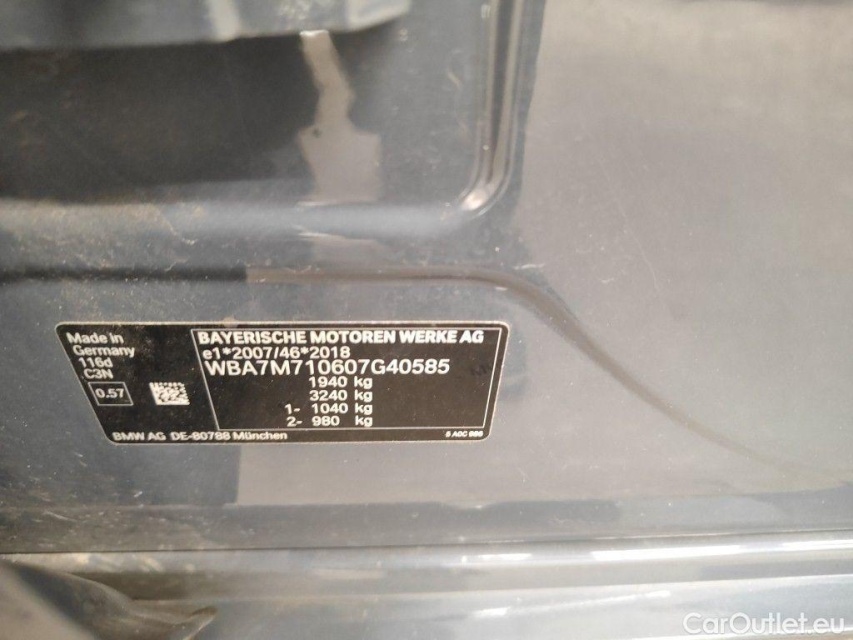 Made in
Germany
116d
C3N
0.57
BAYERISCHE MOTOREN WERKE AG
e1*2007/46*2018
WBA7M710607G40585
1940 kg
3240 kg
1- 1040 kg
2- 980 kg
BMW AG DE-80788 München
CarOutlet.eu